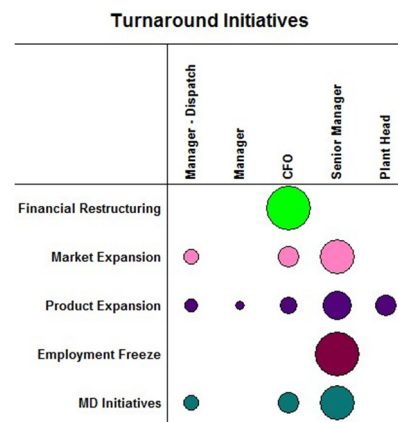 Turnaround Initiatives
Manager - Dispatch
Manager
CFO
Senior Manager
Plant Head
Financial Restructuring
Market Expansion
Product Expansion
Employment Freeze
MD Initiatives